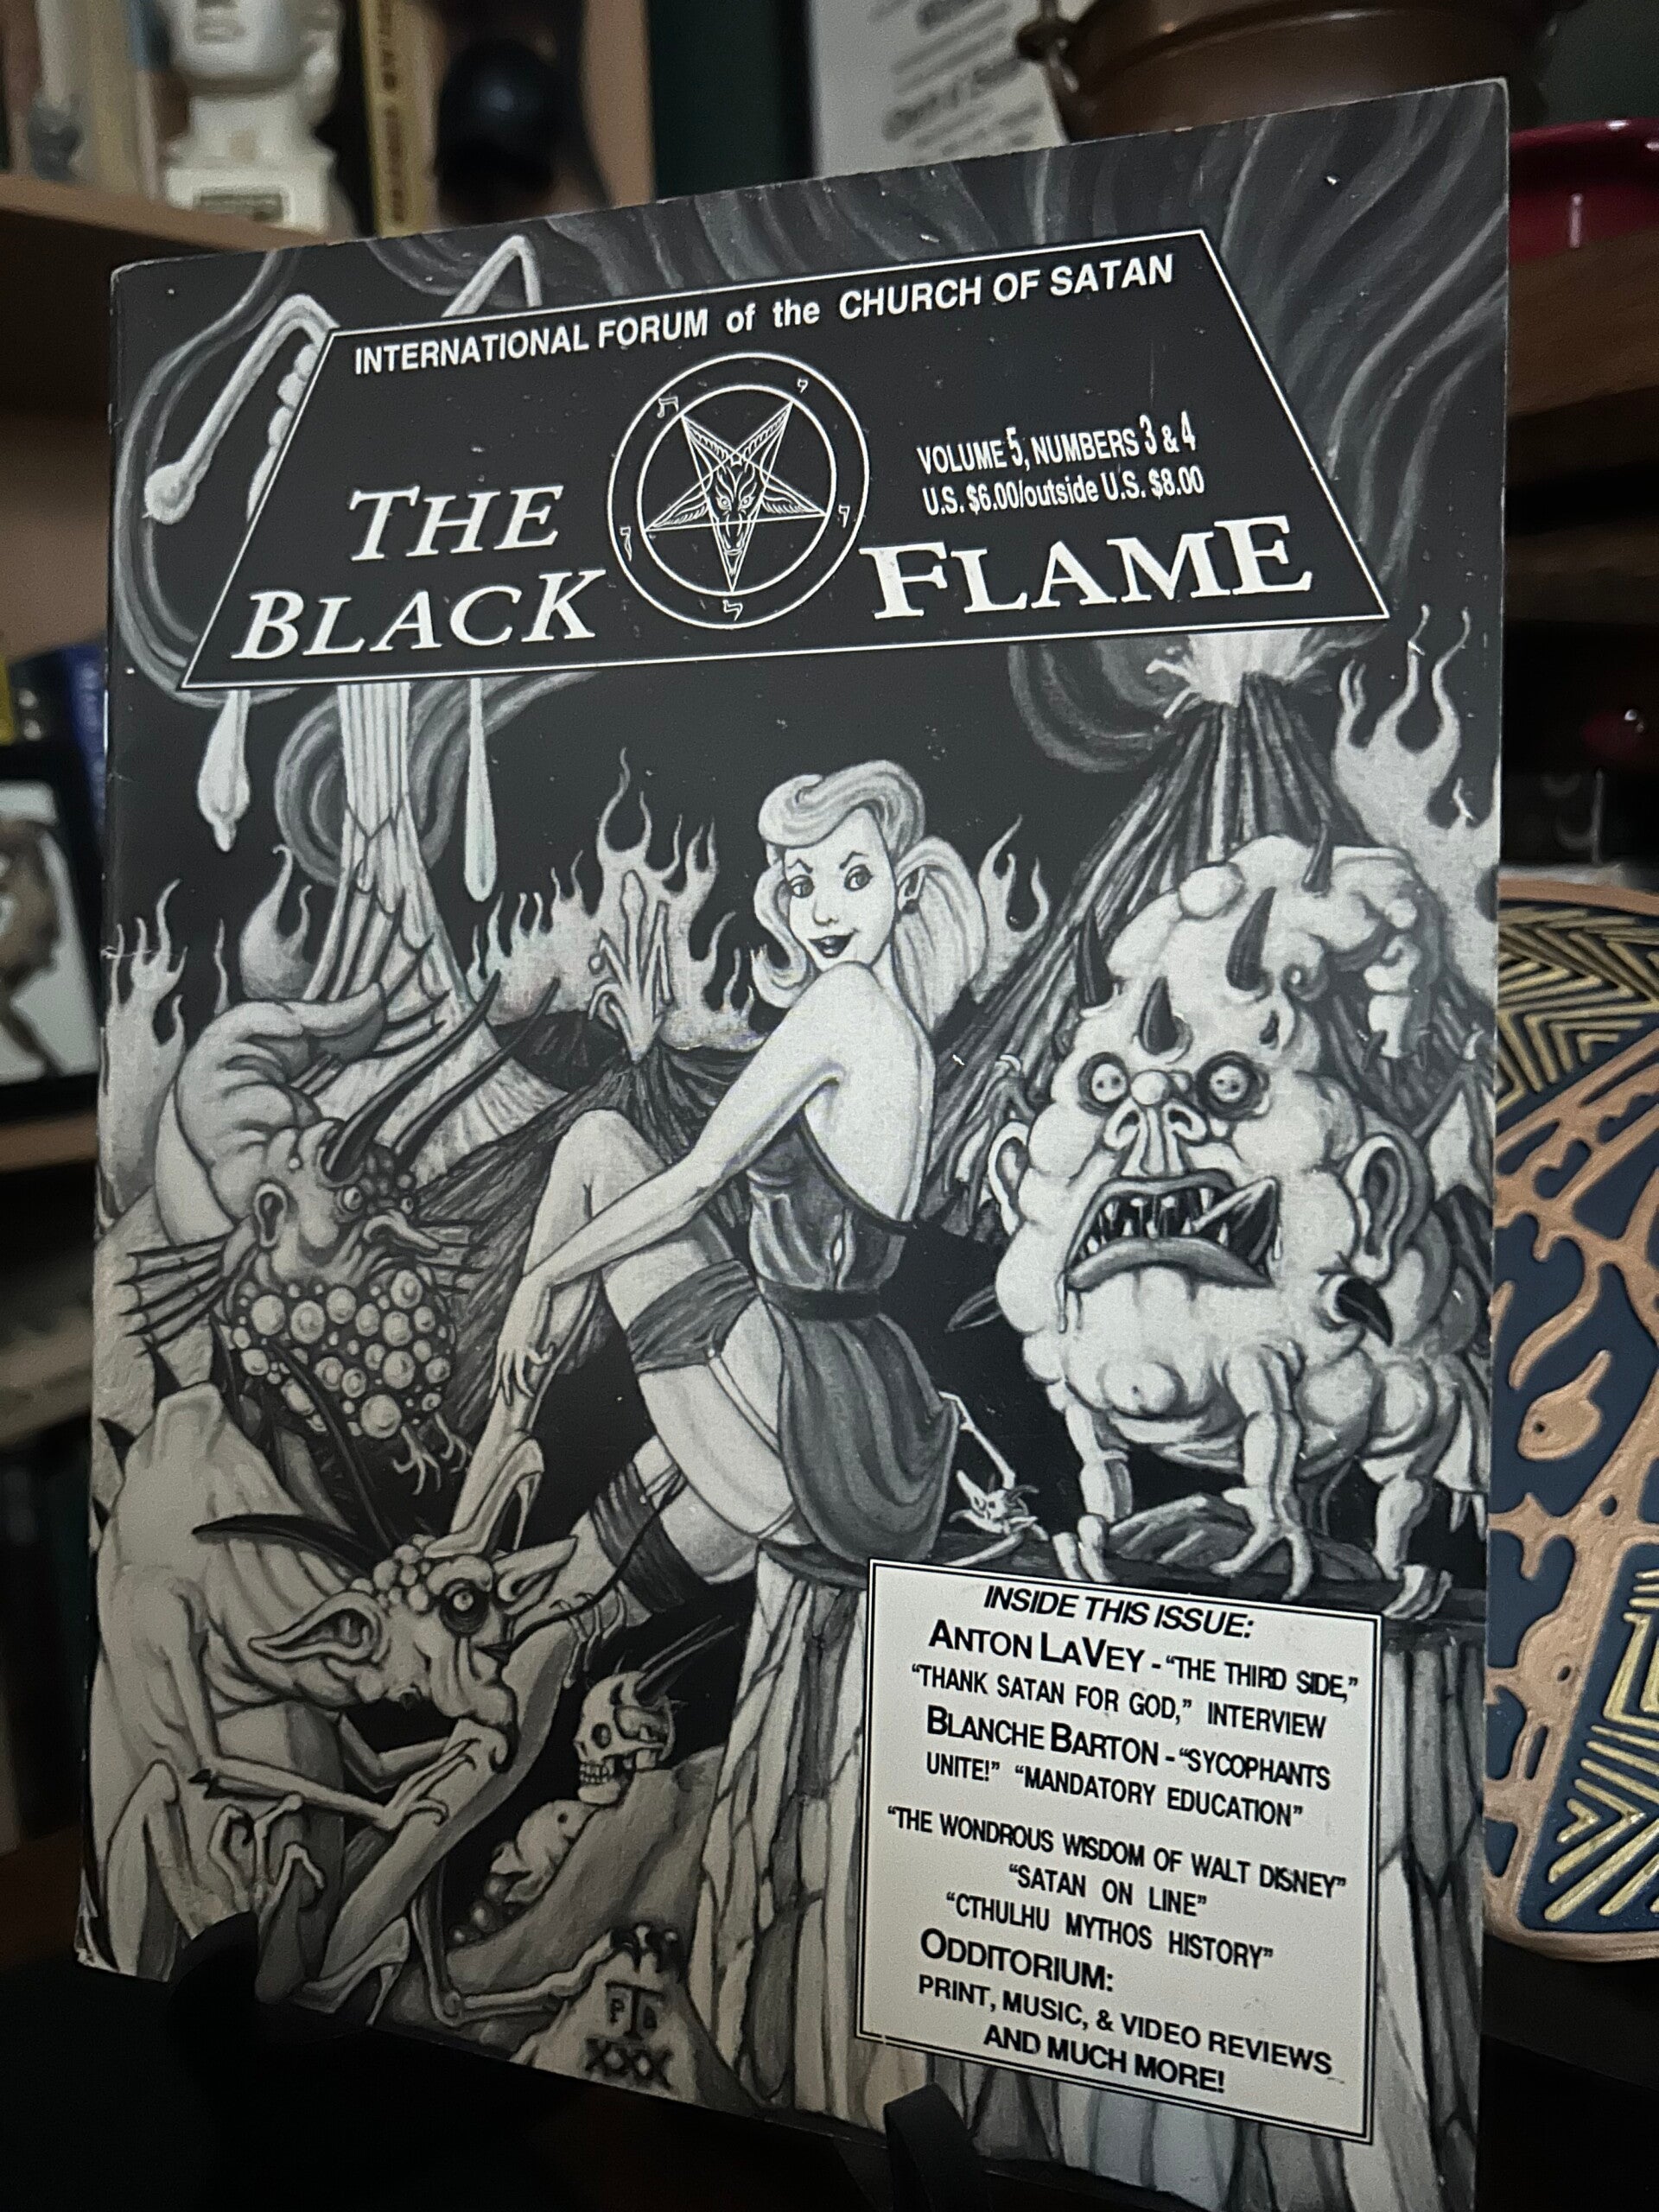 INTERNATIONAL FORUM of the CHURCH OF SATAN
THE
BLACK
ת
י
ן
ל
ו
VOLUME 5, NUMBERS 3 & 4
U.S. $6.00/outside U.S. $8.00
FLAME
INSIDE THIS ISSUE:
ANTON LAVEY - “THE THIRD SIDE,”
“THANK SATAN FOR GOD,” INTERVIEW
BLANCHE BARTON - “SYCOPHANTS
UNITE!” “MANDATORY EDUCATION”
“THE WONDROUS WISDOM OF WALT DISNEY”
“SATAN ON LINE”
“CTHULHU MYTHOS HISTORY”
ODDITORIUM:
PRINT, MUSIC, & VIDEO REVIEWS
AND MUCH MORE!
XXX